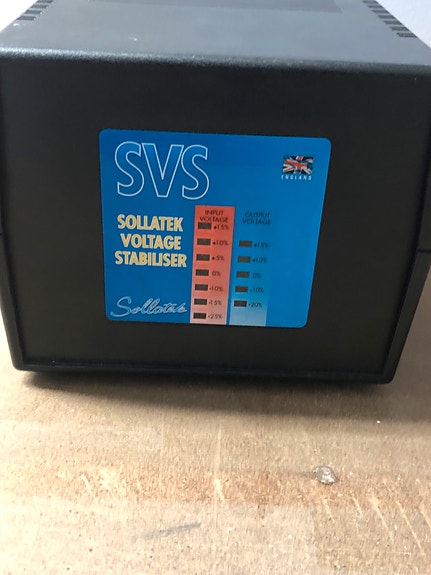 SVS
ENGLAND
SOLLATEK
VOLTAGE
STABILISER
Sollatek
INPUT
VOLTAGE
+15%
+10%
+5%
0%
-10%
-15%
-25%
OUTPUT
VOLTAGE
+15%
+10%
0%
-10%
-20%